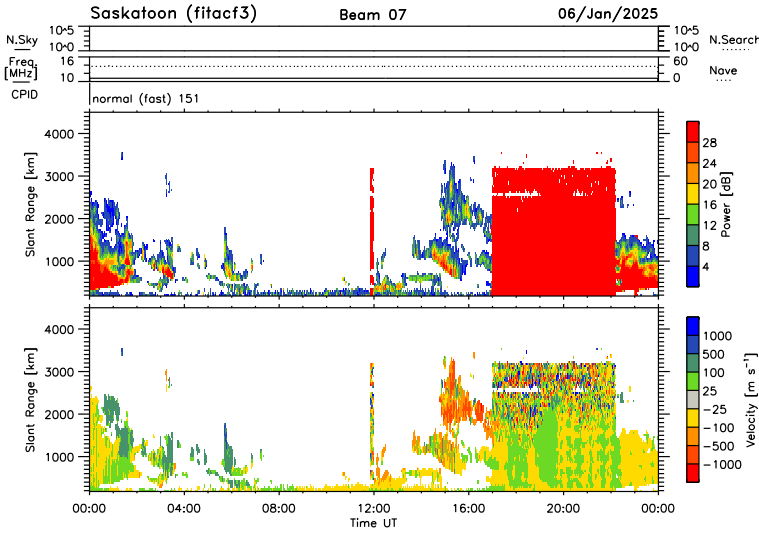 Saskatoon (fitacf3) Beam 07 06/Jan/2025
N.Sky 10^5 10^5 N.Search
10^0 10^0
Freq. 16 60 Nave
[MHz] 10 0
CPID normal (fast) 151
Slant Range [km]
4000
3000
2000
1000
28
24
20
16
12
8
4
Power [dB]
Slant Range [km]
4000
3000
2000
1000
1000
500
100
25
-25
-100
-500
-1000
Velocity [m s^-1]
00:00 04:00 08:00 12:00 16:00 20:00 00:00
Time UT